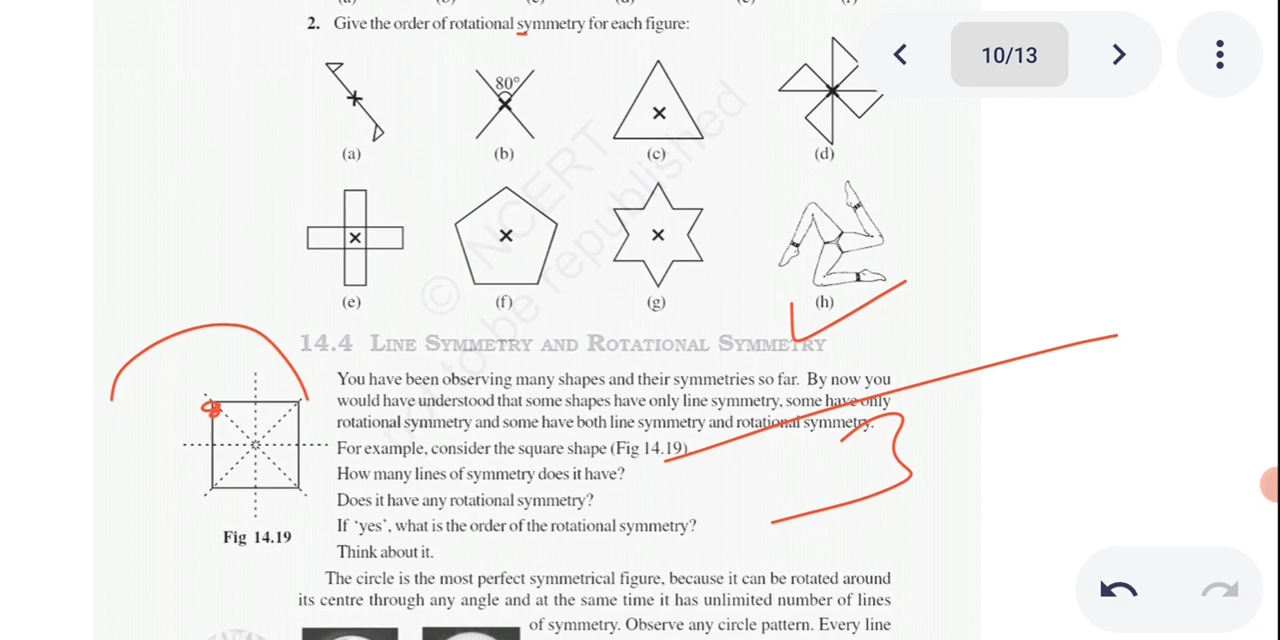 2. Give the order of rotational symmetry for each figure:
10/13
80°
(a) (b) (c) (d)
(e) (f) (g) (h)
© NCERT
not to be republished
14.4 LINE SYMMETRY AND ROTATIONAL SYMMETRY
You have been observing many shapes and their symmetries so far. By now you
would have understood that some shapes have only line symmetry, some have only
rotational symmetry and some have both line symmetry and rotational symmetry.
For example, consider the square shape (Fig 14.19).
How many lines of symmetry does it have?
Does it have any rotational symmetry?
If ‘yes’, what is the order of the rotational symmetry?
Think about it.
Fig 14.19
The circle is the most perfect symmetrical figure, because it can be rotated around
its centre through any angle and at the same time it has unlimited number of lines
of symmetry. Observe any circle pattern. Every line